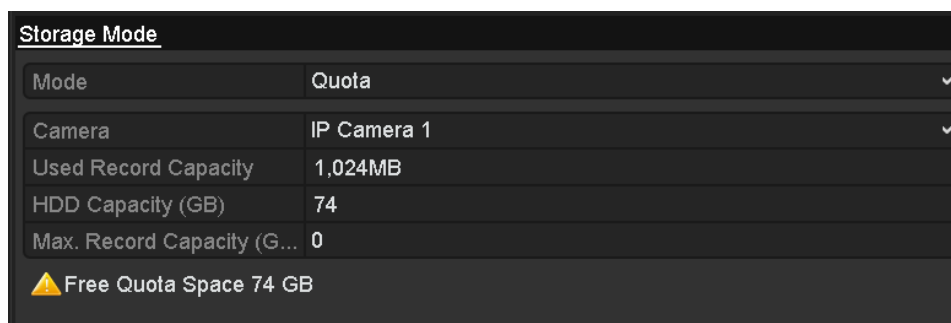 Storage Mode
Mode Quota
Camera IP Camera 1
Used Record Capacity 1,024MB
HDD Capacity (GB) 74
Max. Record Capacity (G... 0
Free Quota Space 74 GB